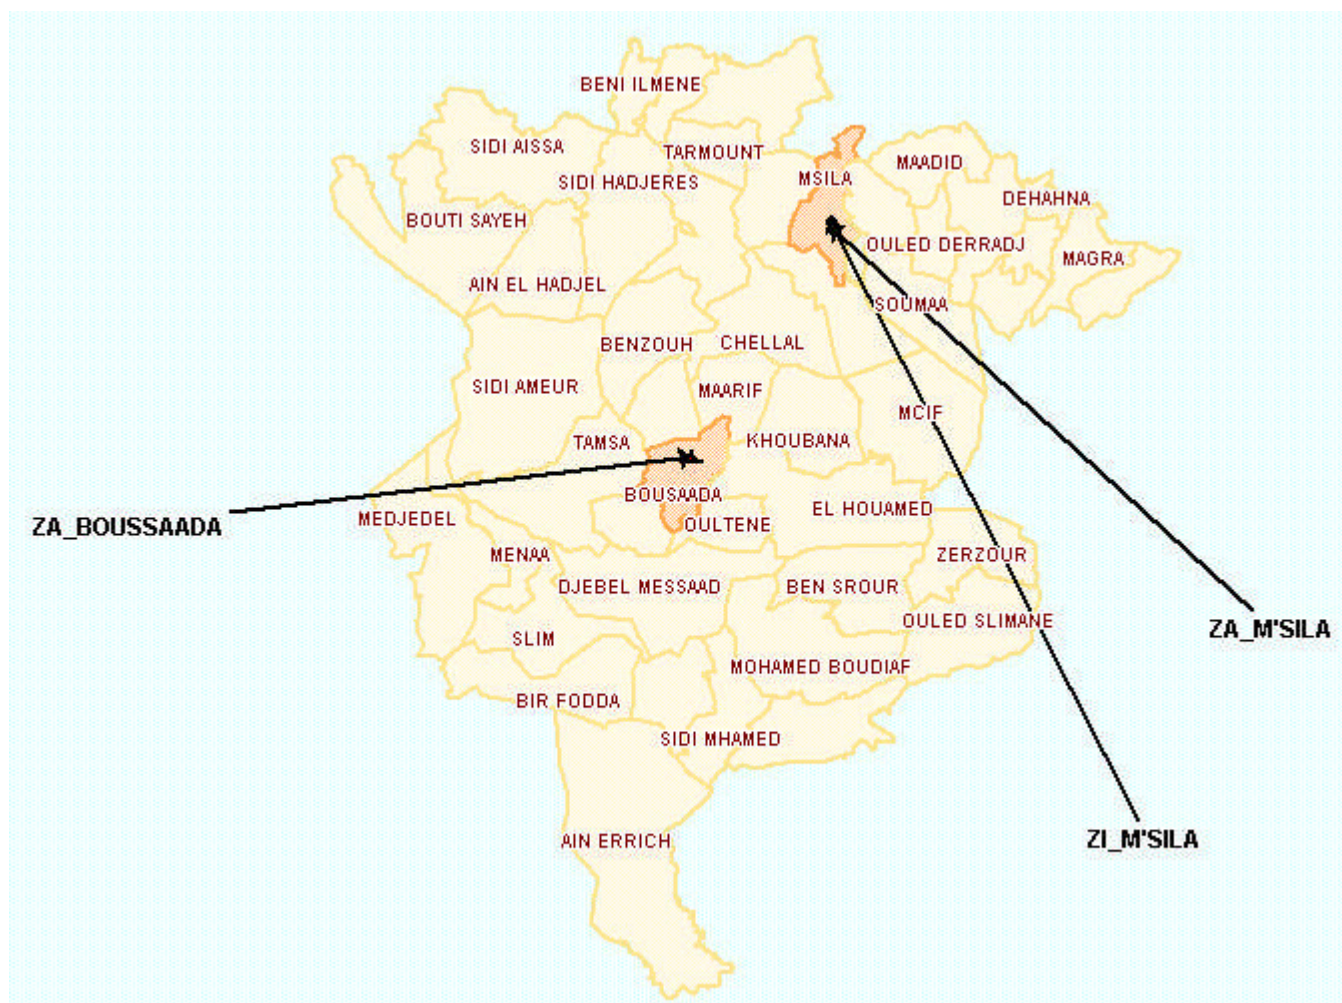 BENI ILMENE
SIDI AISSA
TARMOUNT
MAADID
SIDI HADJERES
MSILA
DEHAHNA
BOUTI SAYEH
OULED DERRADJ
MAGRA
AIN EL HADJEL
SOUMAA
BENZOUH
CHELLAL
SIDI AMEUR
MAARIF
MCIF
TAMSA
KHOUBANA
BOUSAADA
EL HOUAMED
MEDJEDEL
OULTENE
ZA_BOUSSAADA
MENAA
ZERZOUR
DJEBEL MESSAAD
BEN SROUR
OULED SLIMANE
ZA_M'SILA
SLIM
MOHAMED BOUDIAF
BIR FODDA
SIDI MHAMED
ZI_M'SILA
AIN ERRICH